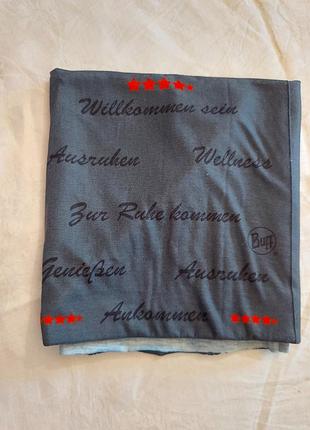 Willkommen sein
Ausruhen Wellness
Zur Ruhe kommen
Buff
Genießen Ausruhen
Ankommen